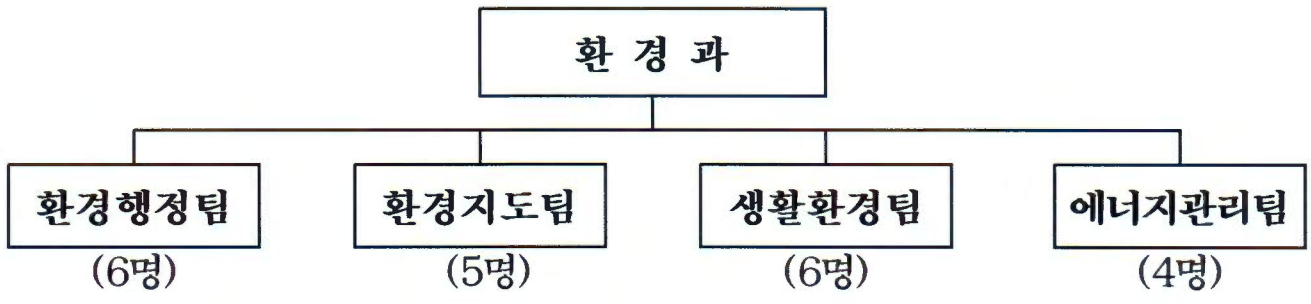 환 경 과
환경행정팀 환경지도팀 생활환경팀 에너지관리팀
(6명) (5명) (6명) (4명)